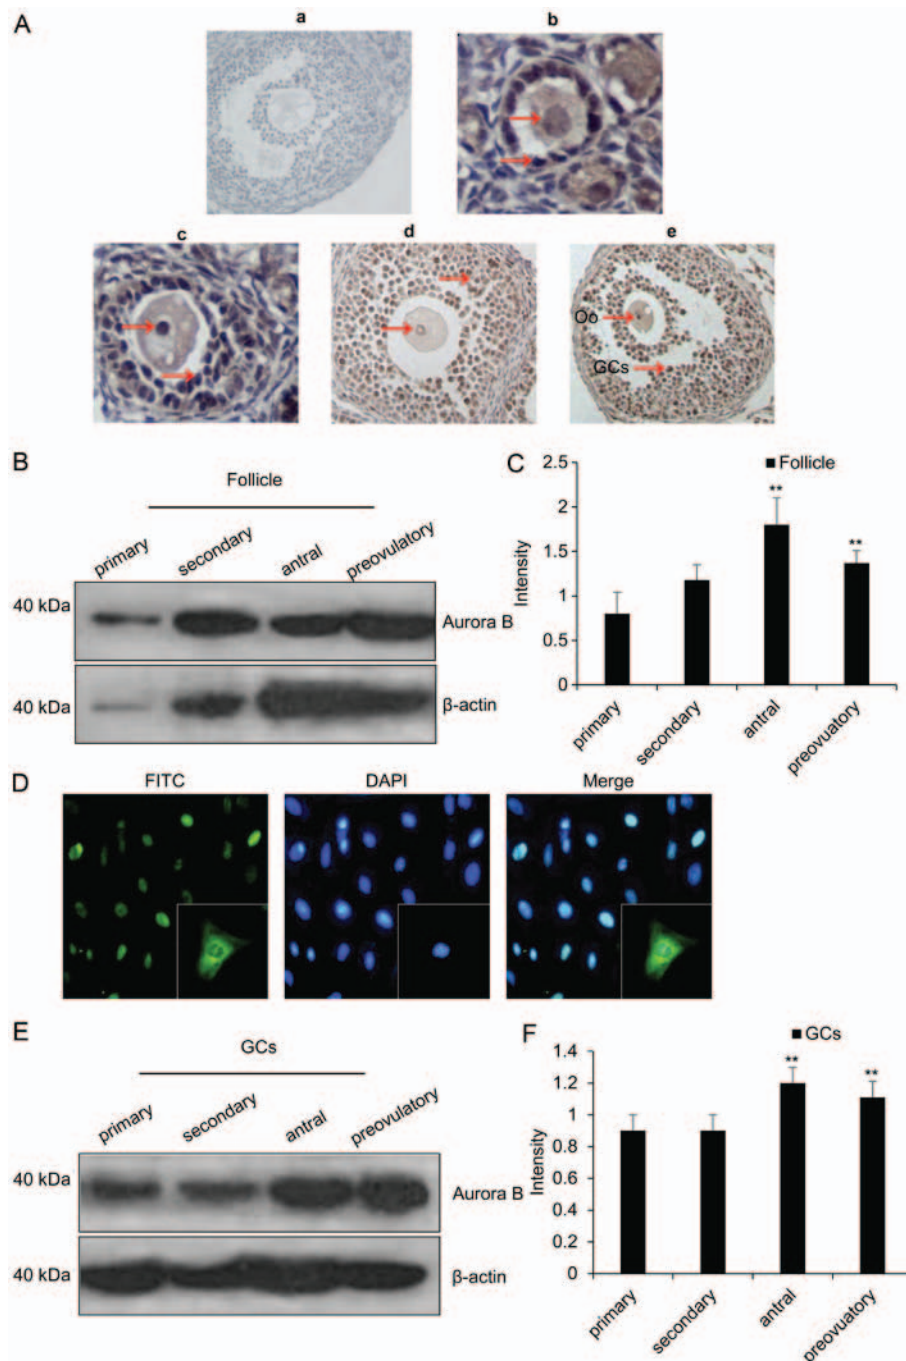 A
a
b
c
d
e
Oo
GCs
B
Follicle
primary
secondary
antral
preovulatory
40 kDa
Aurora B
40 kDa
β-actin
C
Follicle
2.5
2
1.5
1
0.5
0
Intensity
**
**
primary
secondary
antral
preovuatory
D
FITC
DAPI
Merge
E
GCs
primary
secondary
antral
preovulatory
40 kDa
Aurora B
40 kDa
β-actin
F
GCs
1.4
1.2
1
0.8
0.6
0.4
0.2
0
Intensity
**
**
primary
secondary
antral
preovuatory